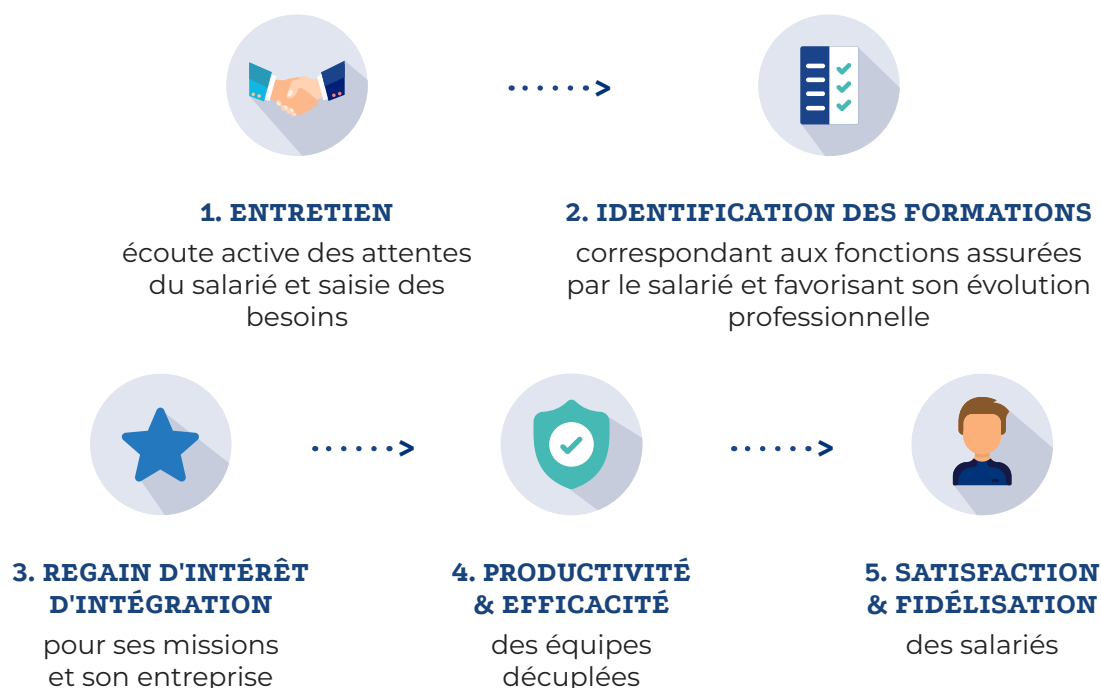 1. ENTRETIEN
écoute active des attentes
du salarié et saisie des
besoins
2. IDENTIFICATION DES FORMATIONS
correspondant aux fonctions assurées
par le salarié et favorisant son évolution
professionnelle
3. REGAIN D'INTÉRÊT
D'INTÉGRATION
pour ses missions
et son entreprise
4. PRODUCTIVITÉ
& EFFICACITÉ
des équipes
décuplées
5. SATISFACTION
& FIDÉLISATION
des salariés